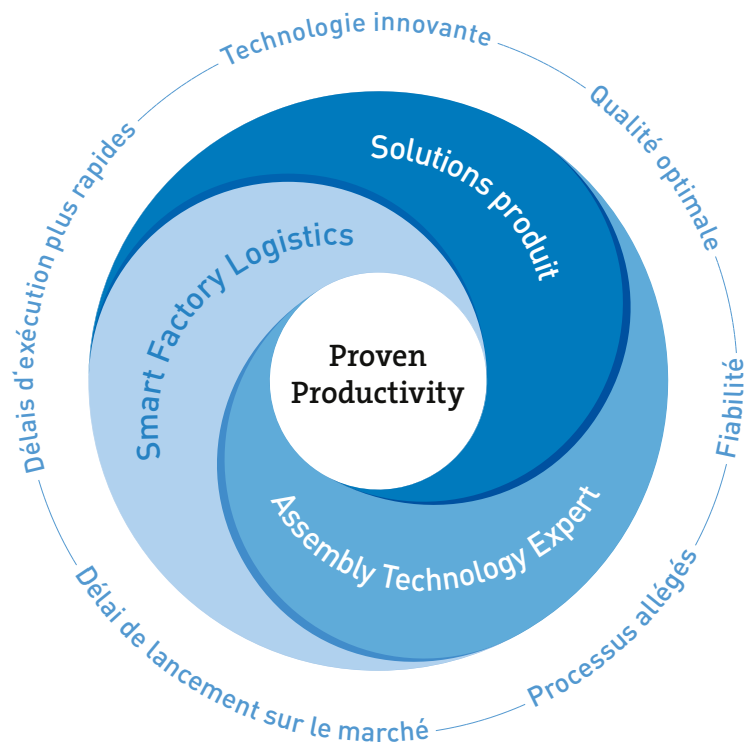 Technologie innovante
Qualité optimale
Fiabilité
Processus allégés
Délai de lancement sur le marché
Délais d‘exécution plus rapides
Solutions produit
Smart Factory Logistics
Assembly Technology Expert
Proven
Productivity